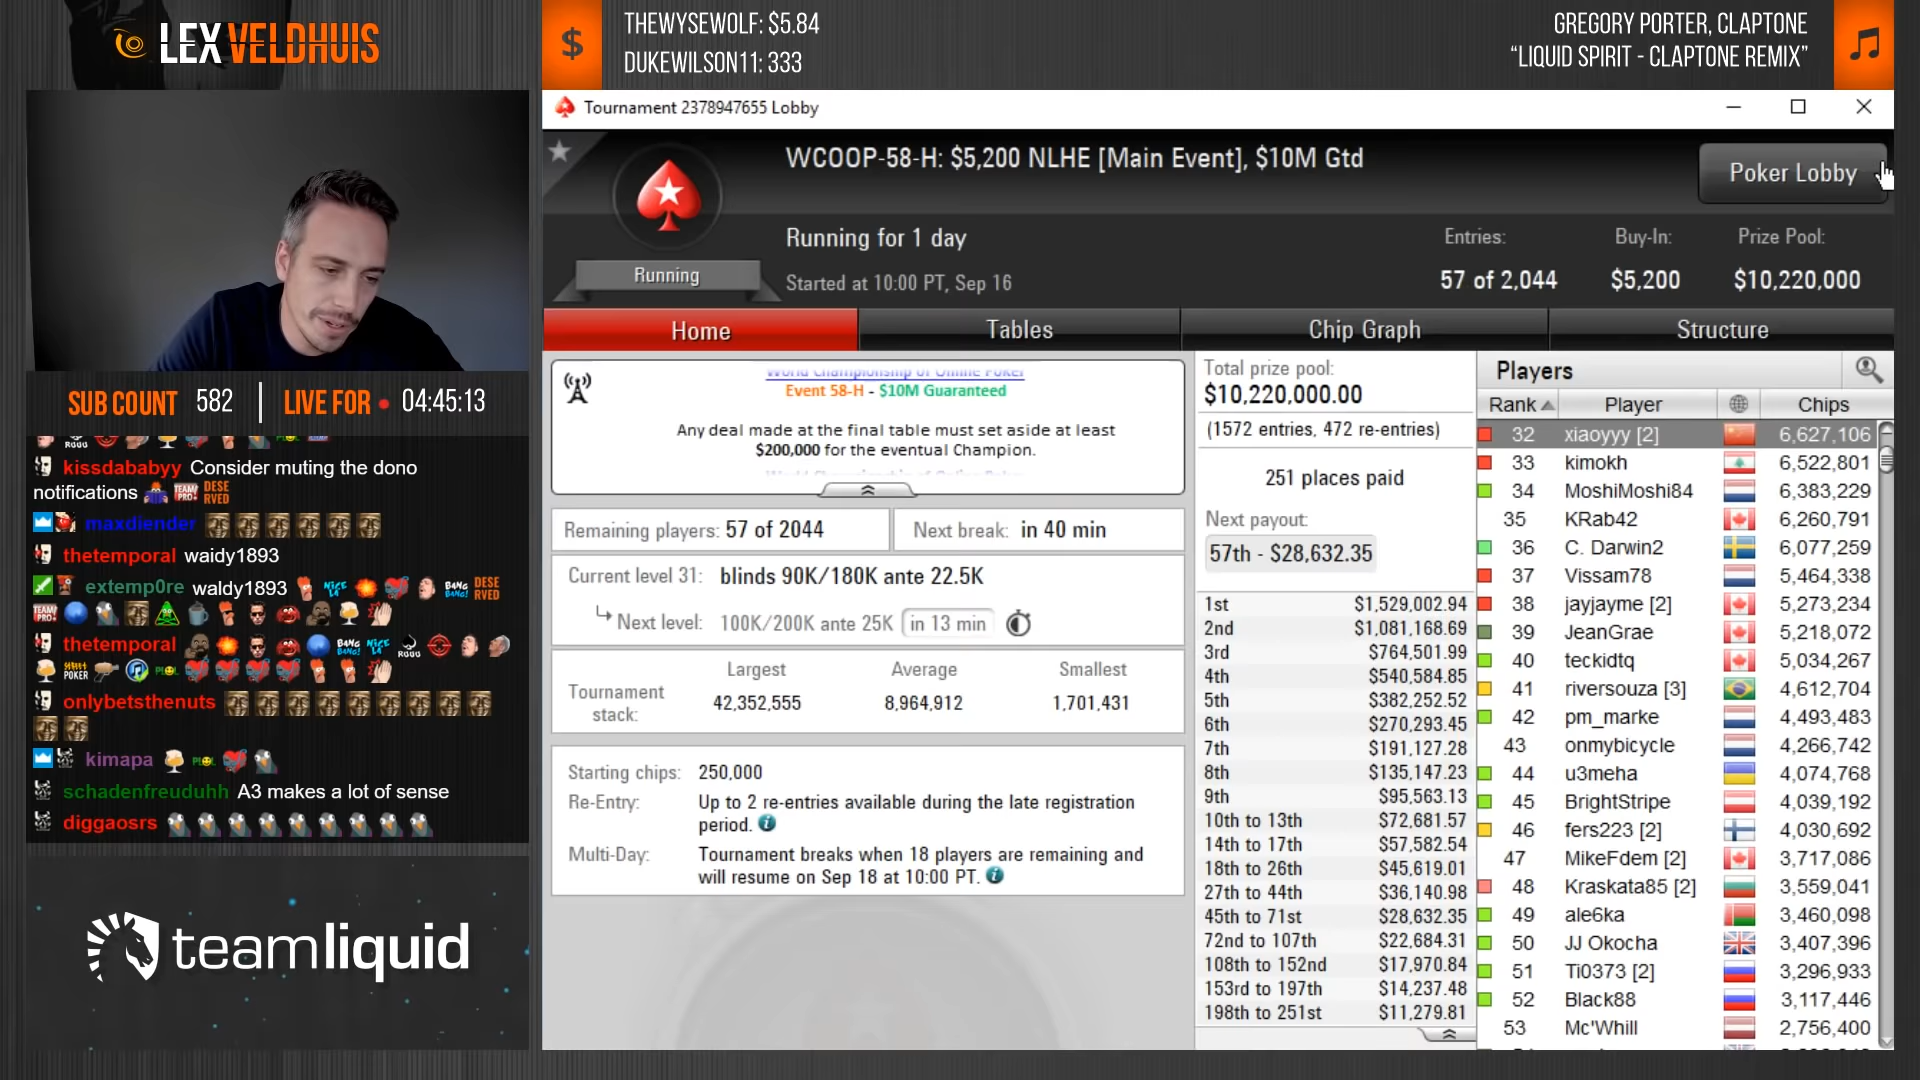 LEX VELDHUIS
$
THEWYSEWOLF: $5.84
DUKEWILSON11: 333
GREGORY PORTER, CLAPTONE
"LIQUID SPIRIT - CLAPTONE REMIX"
SUB COUNT 582
LIVE FOR 04:45:13
kissdababyy Consider muting the dono
notifications
maxdiender
thetemporal waidy1893
extemp0re waldy1893
thetemporal
onlybetsthenuts
kimapa
schadenfreuduhh A3 makes a lot of sense
diggaosrs
teamliquid
Tournament 2378947655 Lobby
WCOOP-58-H: $5,200 NLHE [Main Event], $10M Gtd
Poker Lobby
Running for 1 day
Running
Started at 10:00 PT, Sep 16
Entries: Buy-In: Prize Pool:
57 of 2,044 $5,200 $10,220,000
Home Tables Chip Graph Structure
World Championship of Online Poker
Event 58-H - $10M Guaranteed
Any deal made at the final table must set aside at least
$200,000 for the eventual Champion.
Remaining players: 57 of 2044
Next break: in 40 min
Current level 31: blinds 90K/180K ante 22.5K
Next level: 100K/200K ante 25K in 13 min
Largest Average Smallest
Tournament
stack: 42,352,555 8,964,912 1,701,431
Starting chips: 250,000
Re-Entry: Up to 2 re-entries available during the late registration
period.
Multi-Day: Tournament breaks when 18 players are remaining and
will resume on Sep 18 at 10:00 PT.
Total prize pool:
$10,220,000.00
(1572 entries, 472 re-entries)
251 places paid
Next payout:
57th - $28,632.35
1st $1,529,002.94
2nd $1,081,168.69
3rd $764,501.99
4th $540,584.85
5th $382,252.52
6th $270,293.45
7th $191,127.28
8th $135,147.23
9th $95,563.13
10th to 13th $72,681.57
14th to 17th $57,582.54
18th to 26th $45,619.01
27th to 44th $36,140.98
45th to 71st $28,632.35
72nd to 107th $22,684.31
108th to 152nd $17,970.84
153rd to 197th $14,237.48
198th to 251st $11,279.81
Players
Rank Player Chips
32 xiaoyyy [2] 6,627,106
33 kimokh 6,522,801
34 MoshiMoshi84 6,383,229
35 KRab42 6,260,791
36 C. Darwin2 6,077,259
37 Vissam78 5,464,338
38 jayjayme [2] 5,273,234
39 JeanGrae 5,218,072
40 teckidtq 5,034,267
41 riversouza [3] 4,612,704
42 pm_marke 4,493,483
43 onmybicycle 4,266,742
44 u3meha 4,074,768
45 BrightStripe 4,039,192
46 fers223 [2] 4,030,692
47 MikeFdem [2] 3,717,086
48 Kraskata85 [2] 3,559,041
49 ale6ka 3,460,098
50 JJ Okocha 3,407,396
51 Ti0373 [2] 3,296,933
52 Black88 3,117,446
53 Mc'Whill 2,756,400